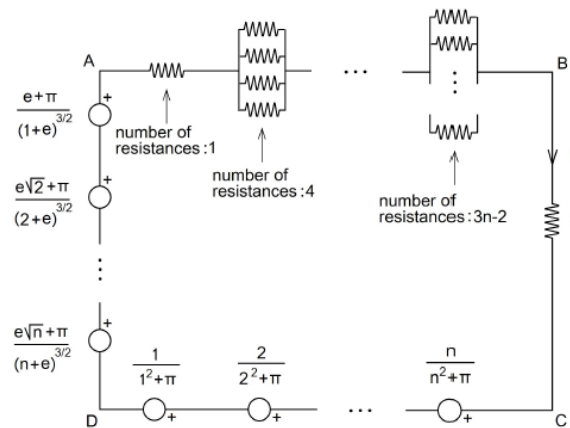 A
B
e+π
(1+e)^3/2
+
number of
resistances:1
number of
resistances:4
number of
resistances:3n-2
...
e√2+π
(2+e)^3/2
+
e√n+π
(n+e)^3/2
+
1
1²+π
2
2²+π
n
n²+π
D
+
+
...
+
C